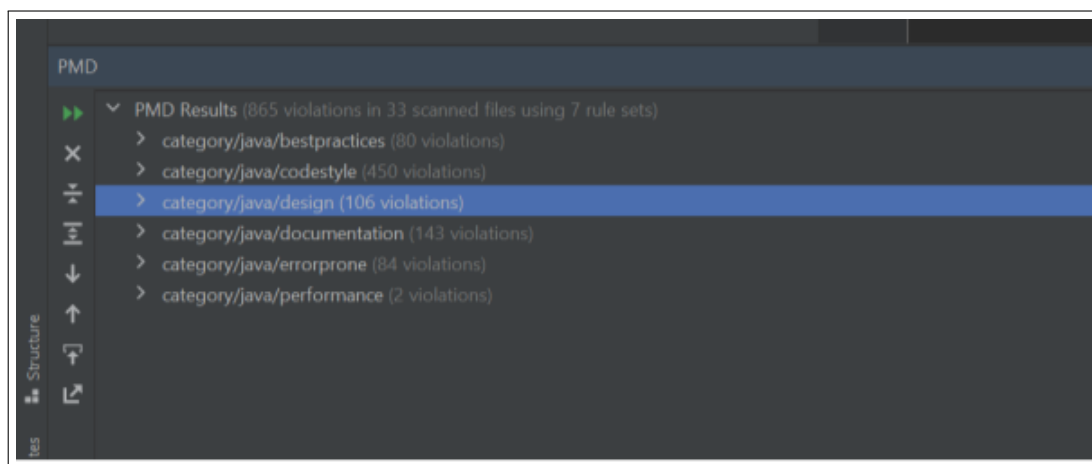 PMD
PMD Results (865 violations in 33 scanned files using 7 rule sets)
category/java/bestpractices (80 violations)
category/java/codestyle (450 violations)
category/java/design (106 violations)
category/java/documentation (143 violations)
category/java/errorprone (84 violations)
category/java/performance (2 violations)
Structure
tes